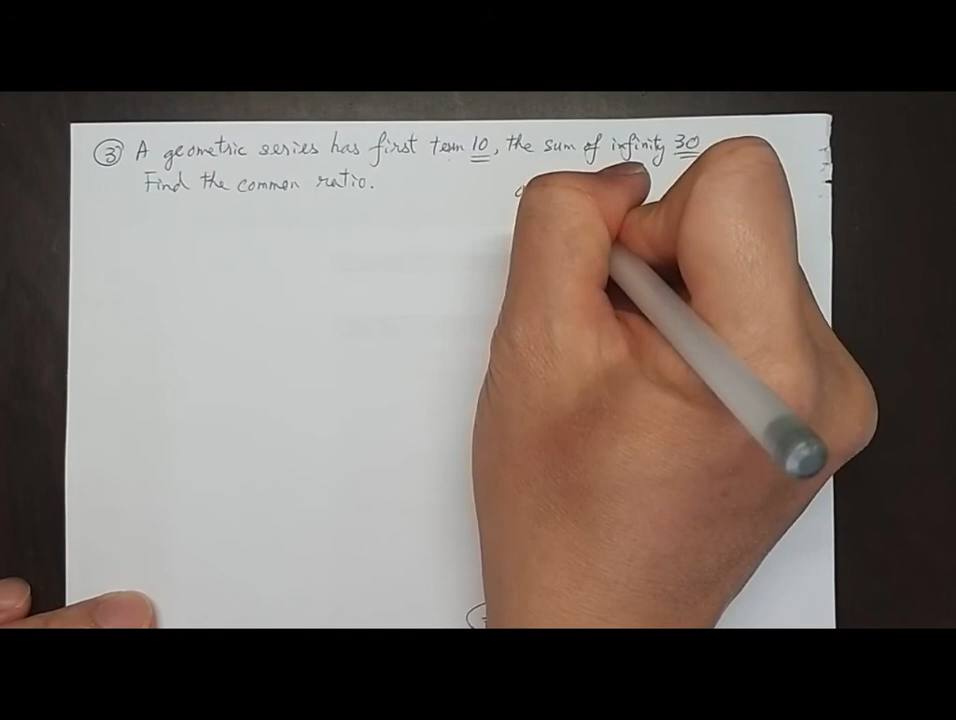 ③ A geometric series has first term 10, the sum of infinity 30
Find the common ratio.